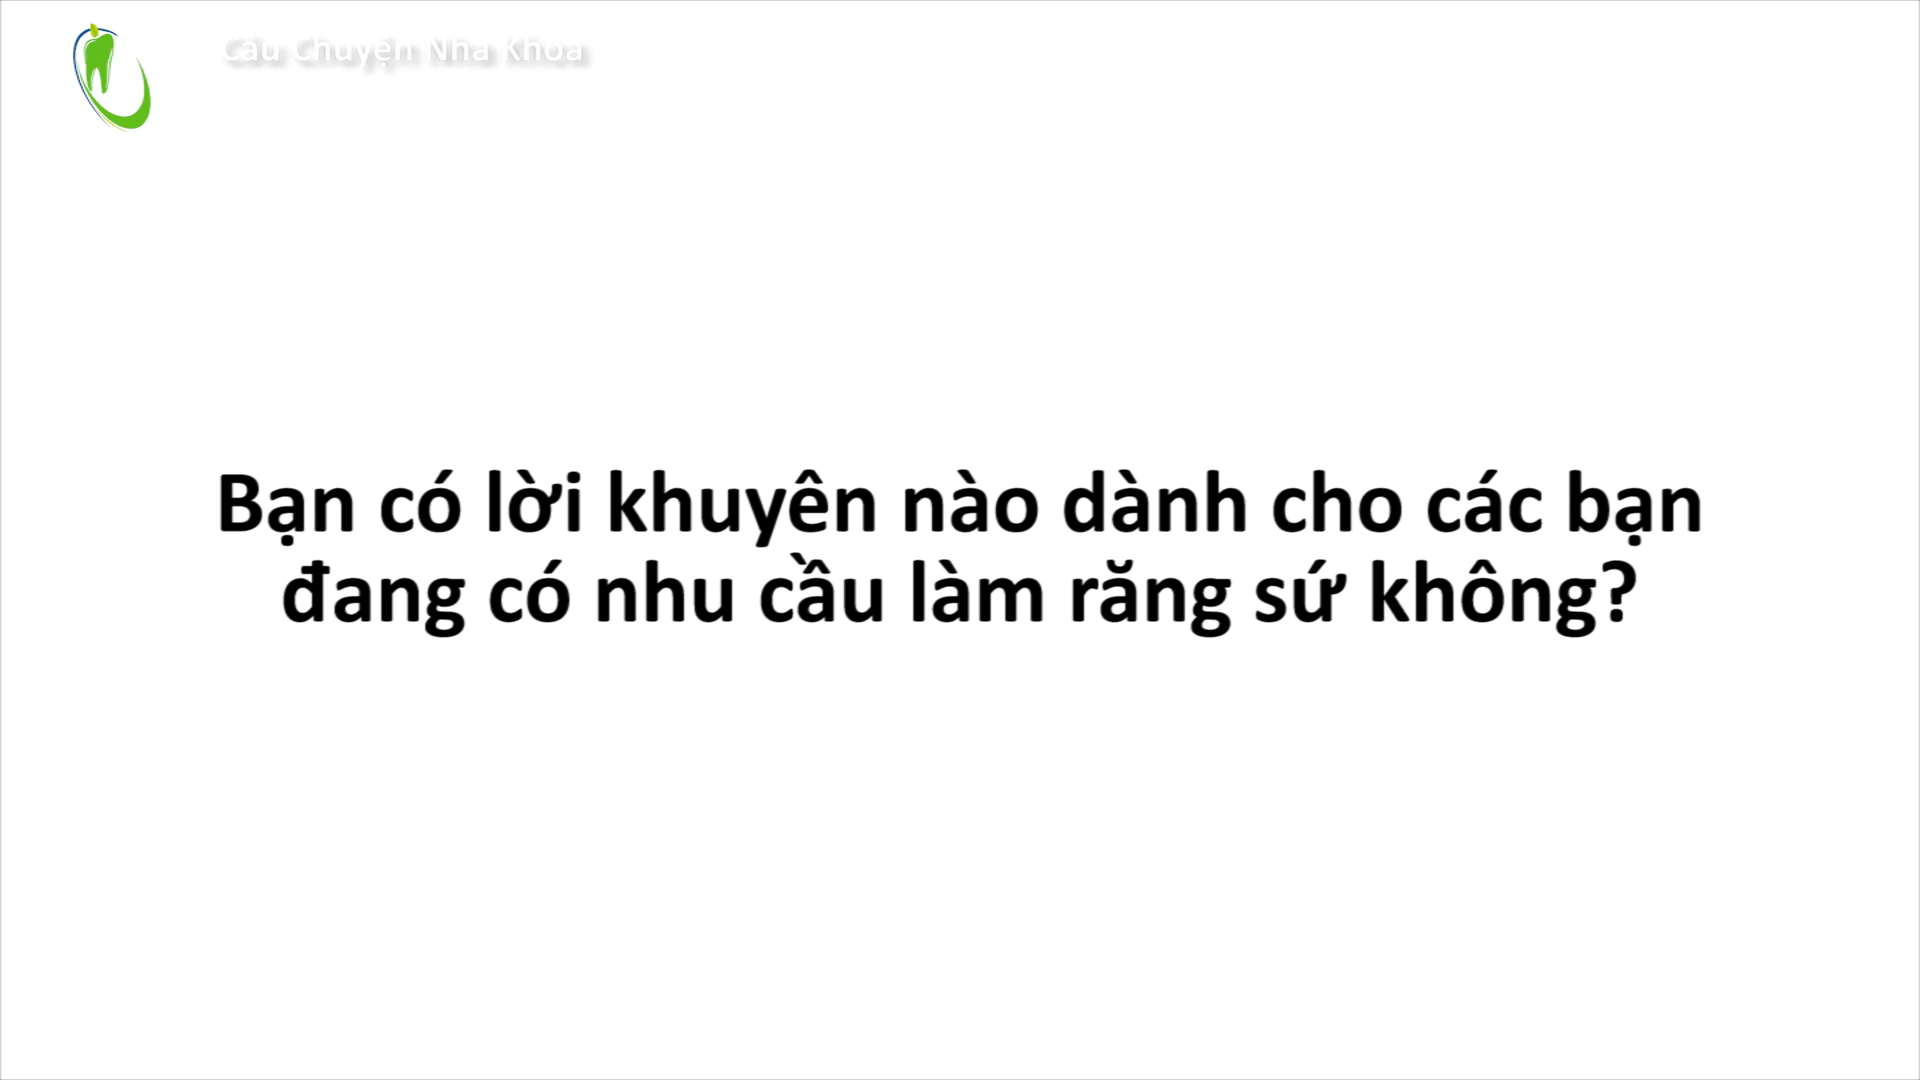 Câu Chuyện Nha Khoa
Bạn có lời khuyên nào dành cho các bạn
đang có nhu cầu làm răng sứ không?